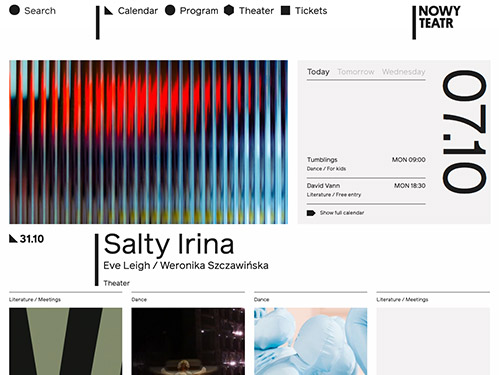 Search
Calendar
Program
Theater
Tickets
NOWY
TEATR
Today
Tomorrow
Wednesday
07.10
Tumblings
MON 09:00
Dance / For kids
David Vann
MON 18:30
Literature / Free entry
Show full calendar
31.10
Salty Irina
Eve Leigh / Weronika Szczawińska
Theater
Literature / Meetings
Dance
Dance
Literature / Meetings